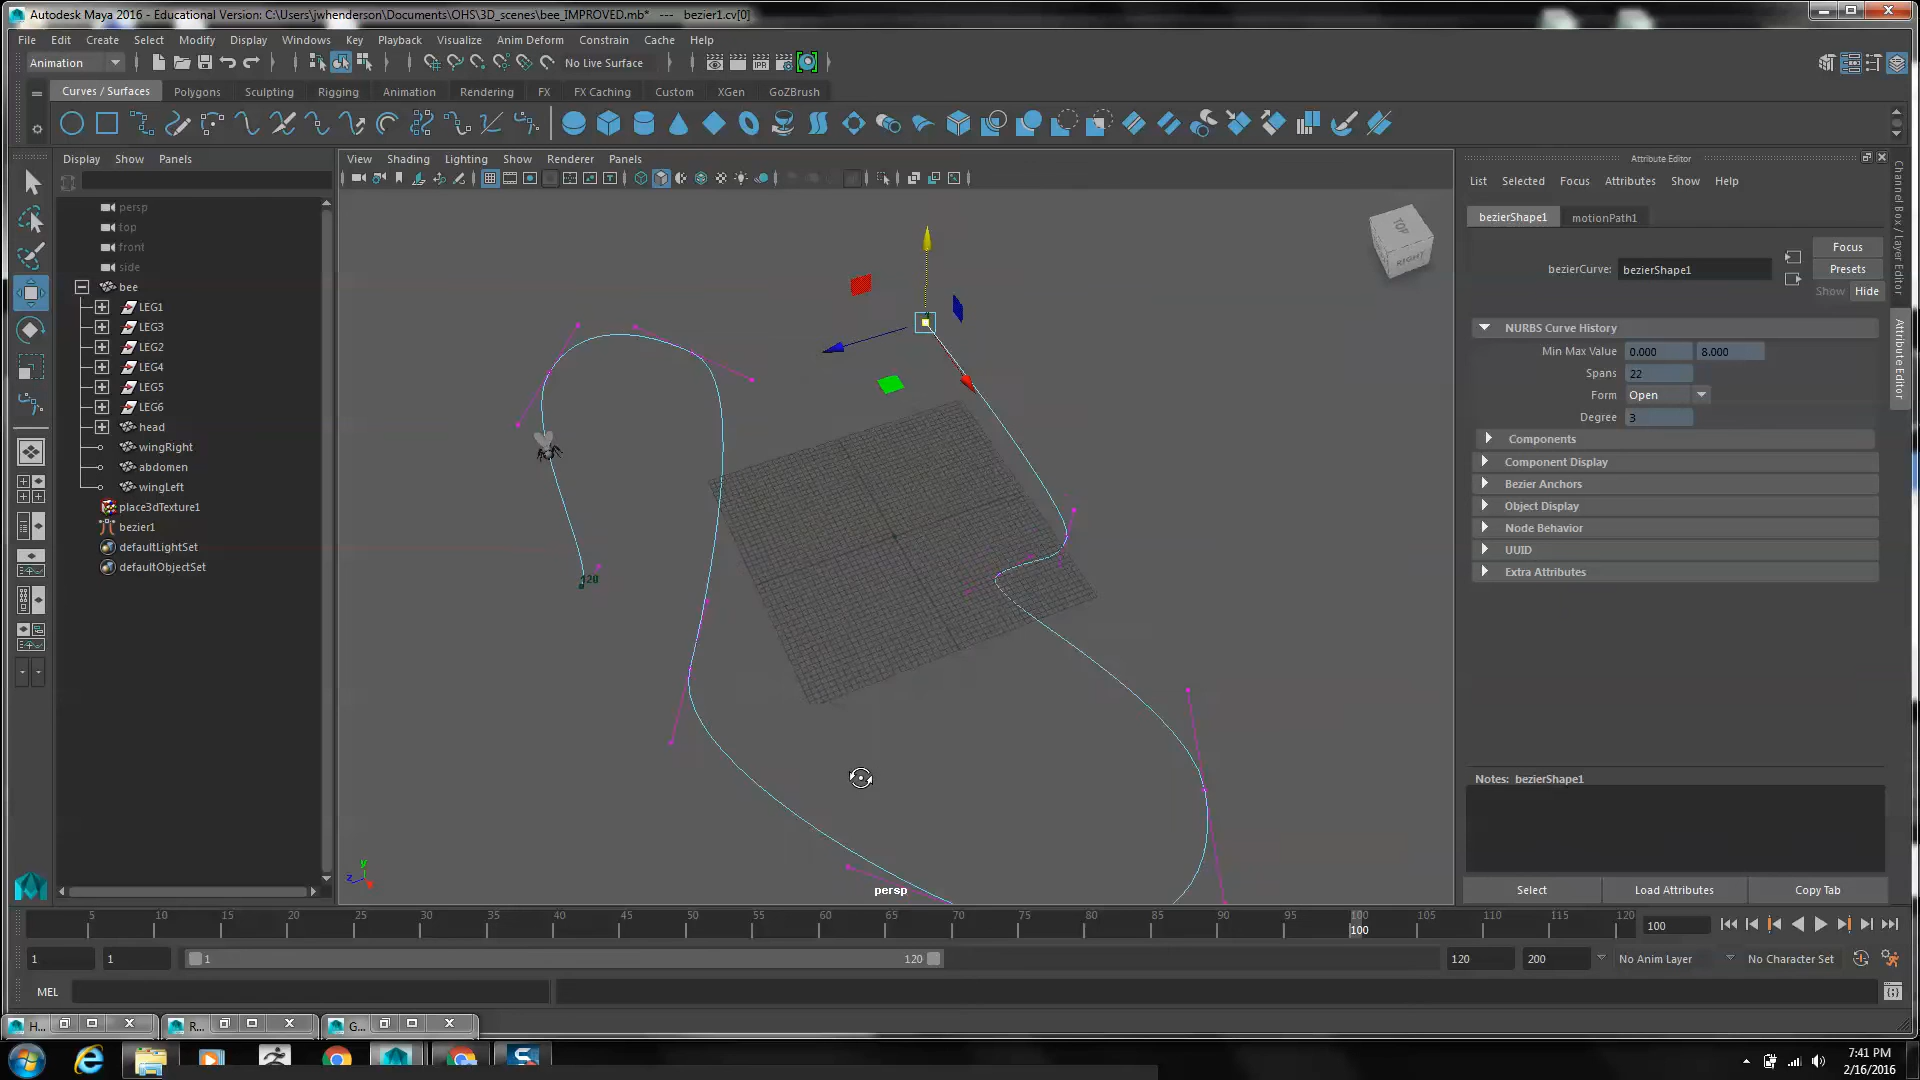 Autodesk Maya 2016 - Educational Version: C:\Users\jwhenderson\Documents\OHS\3D_scenes\bee_IMPROVED.mb* --- bezier1.cv[0]
File Edit Create Select Modify Display Windows Key Playback Visualize Anim Deform Constrain Cache Help
Animation No Live Surface IPR
Curves / Surfaces Polygons Sculpting Rigging Animation Rendering FX FX Caching Custom XGen GoZBrush
Display Show Panels
View Shading Lighting Show Renderer Panels
persp
top
front
side
bee
LEG1
LEG3
LEG2
LEG4
LEG5
LEG6
head
wingRight
abdomen
wingLeft
place3dTexture1
bezier1
defaultLightSet
defaultObjectSet
TOP
RIGHT
120
y
z
persp
Attribute Editor
List Selected Focus Attributes Show Help
bezierShape1 motionPath1
Focus
bezierCurve: bezierShape1 Presets
Show Hide
NURBS Curve History
Min Max Value 0.000 8.000
Spans 22
Form Open
Degree 3
Components
Component Display
Bezier Anchors
Object Display
Node Behavior
UUID
Extra Attributes
Notes: bezierShape1
Select Load Attributes Copy Tab
Channel Box / Layer Editor
Attribute Editor
5 10 15 20 25 30 35 40 45 50 55 60 65 70 75 80 85 90 95 100 105 110 115 120
100 100
1 1 1 120 120 200 No Anim Layer No Character Set
MEL
H... R... G...
7:41 PM
2/16/2016